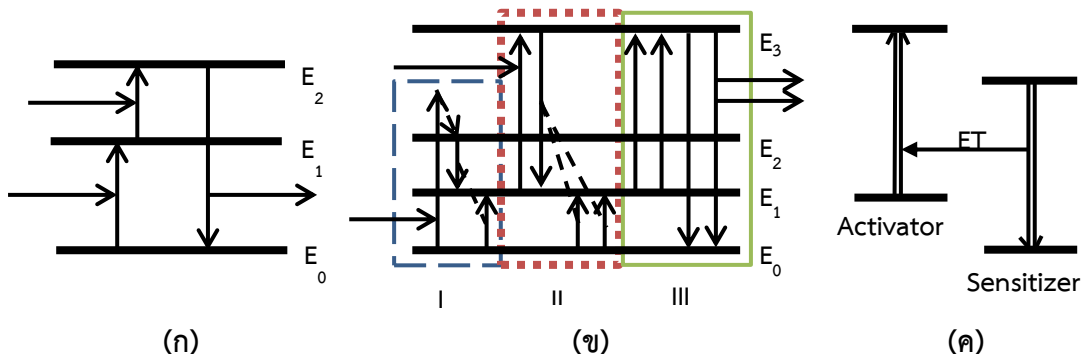 E2
E1
E0
(ก)
E3
E2
E1
E0
I
II
III
(ข)
ET
Activator
Sensitizer
(ค)